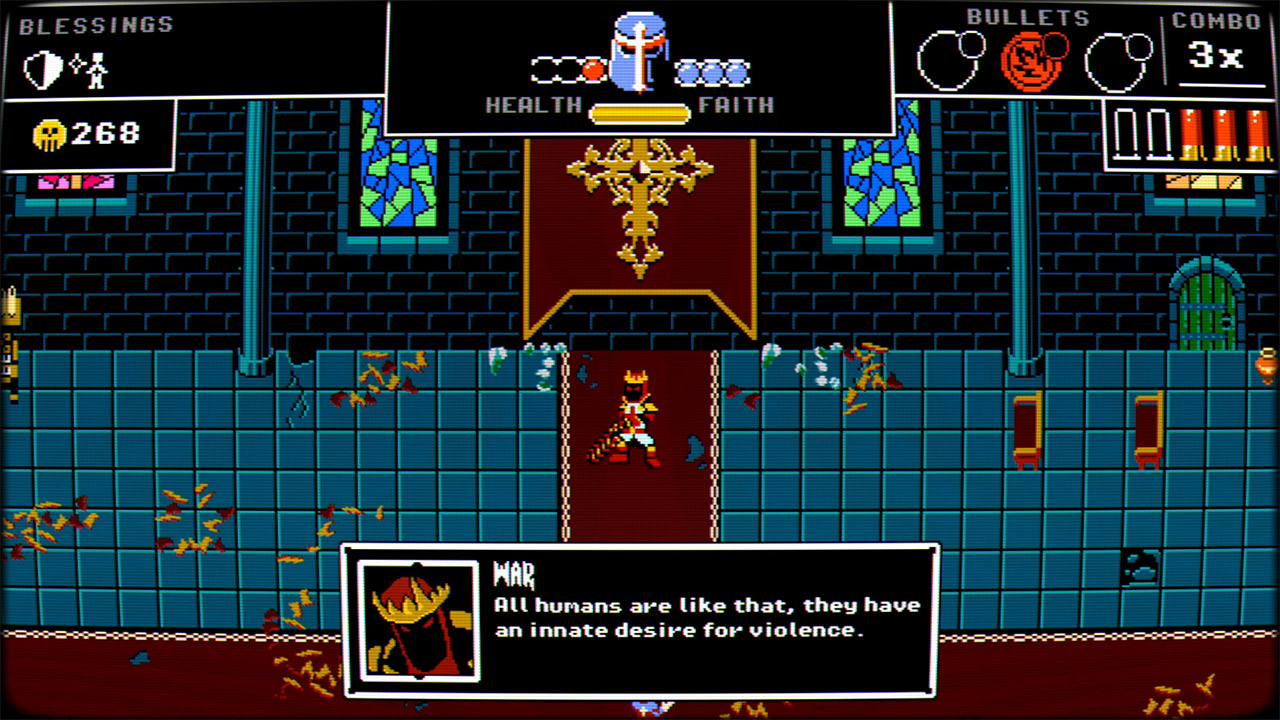 BLESSINGS
HEALTH
FAITH
BULLETS
COMBO
3x
268
WAR
All humans are like that, they have
an innate desire for violence.